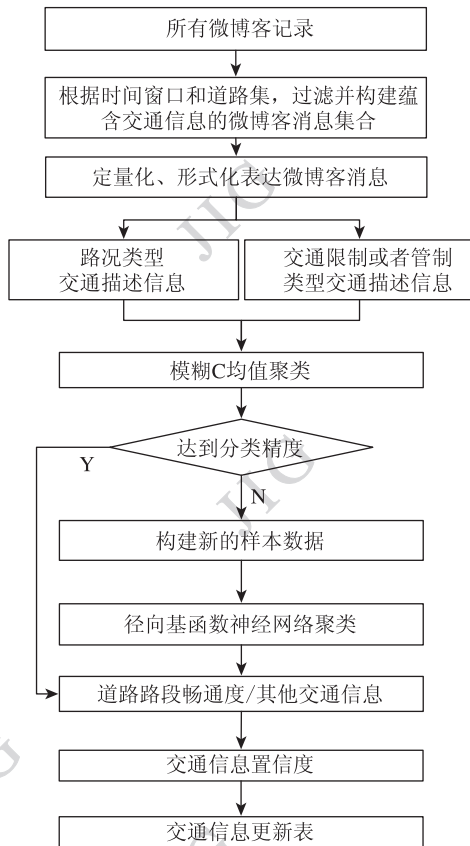 所有微博客记录
根据时间窗口和道路集，过滤并构建蕴
含交通信息的微博客消息集合
定量化、形式化表达微博客消息
路况类型
交通描述信息
交通限制或者管制
类型交通描述信息
模糊C均值聚类
达到分类精度
Y
N
构建新的样本数据
径向基函数神经网络聚类
道路路段畅通度/其他交通信息
交通信息置信度
交通信息更新表
JIG
JIG